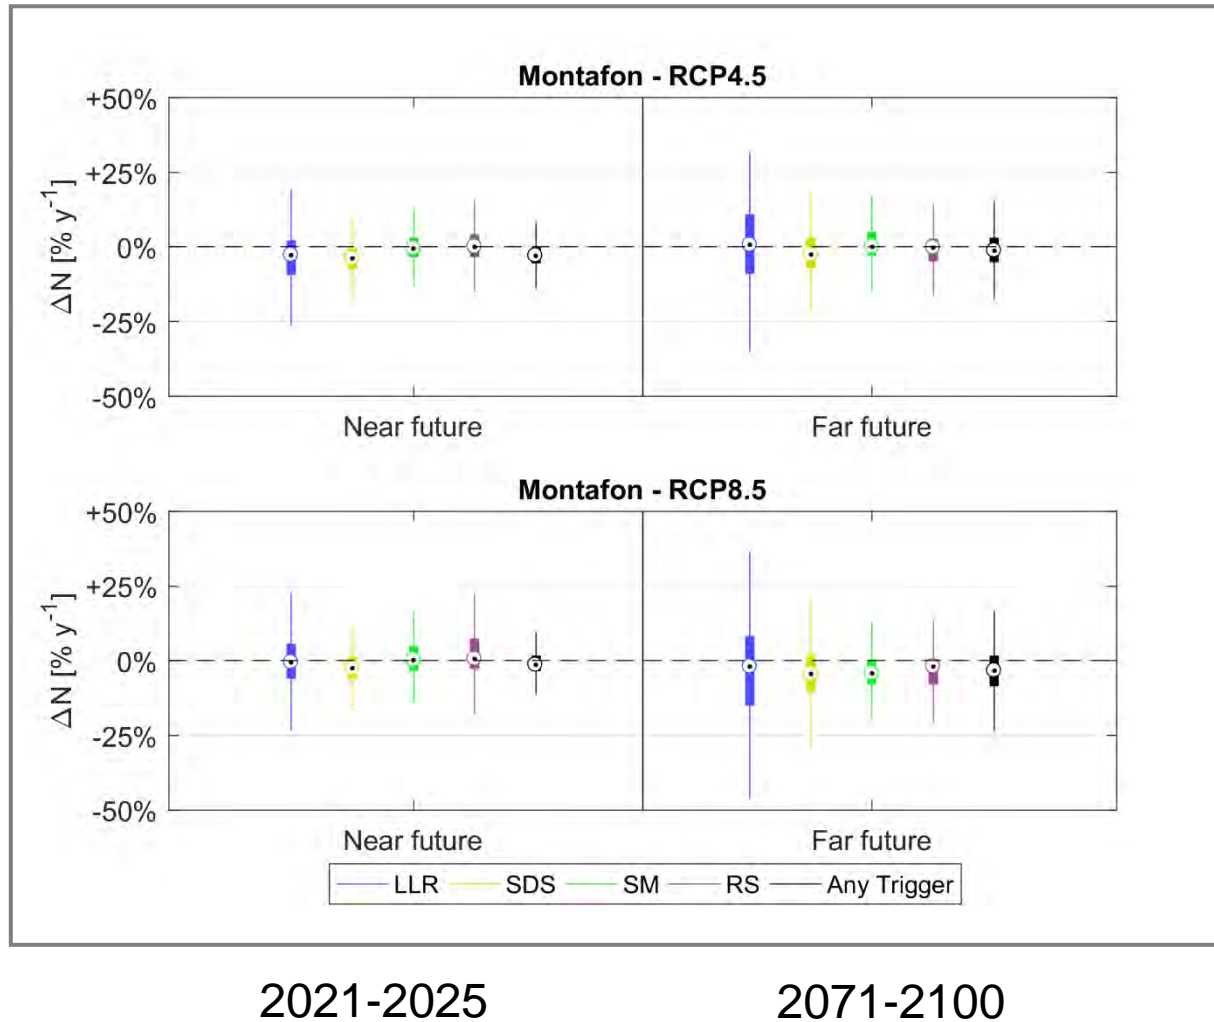 Montafon - RCP4.5
+50%
+25%
0%
-25%
-50%
ΔN [% y⁻¹]
Near future
Far future
Montafon - RCP8.5
+50%
+25%
0%
-25%
-50%
ΔN [% y⁻¹]
Near future
Far future
LLR SDS SM RS Any Trigger
2021-2025 2071-2100